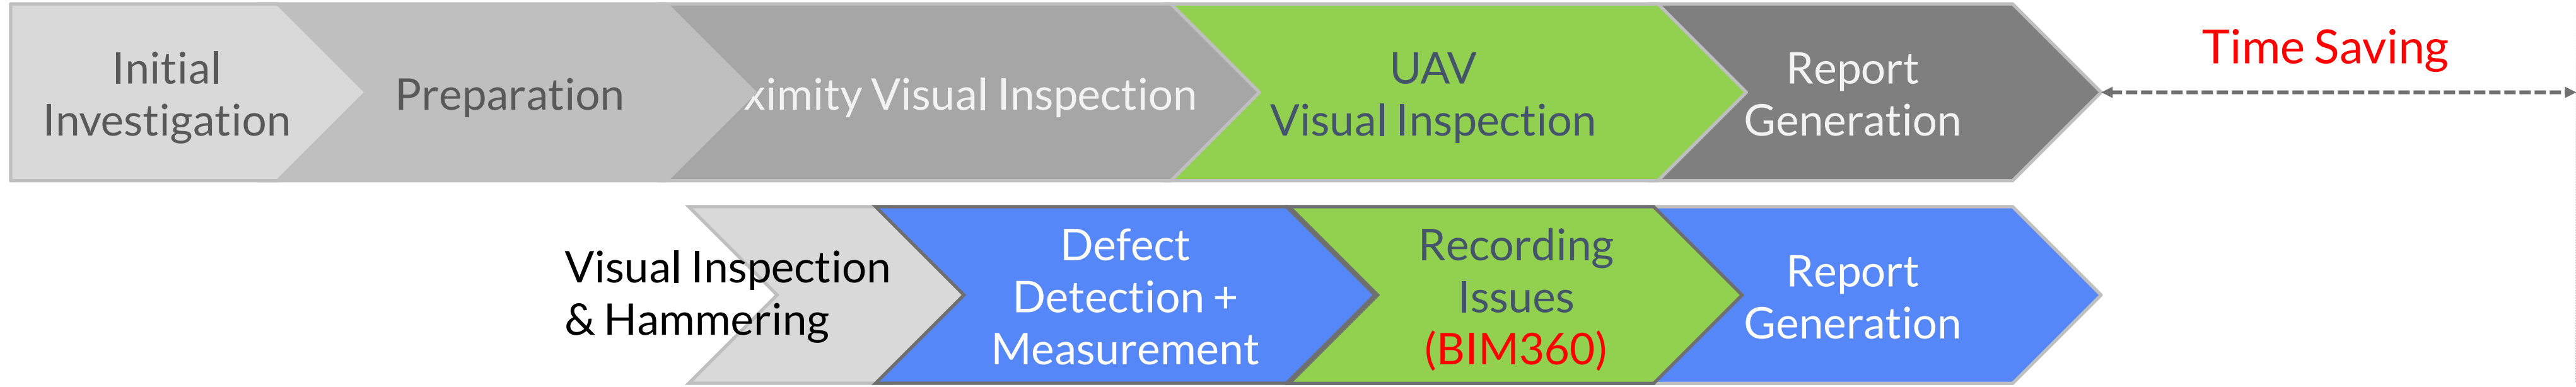 Initial
Investigation
Preparation
ximity Visual Inspection
UAV
Visual Inspection
Report
Generation
Time Saving
Visual Inspection
& Hammering
Defect
Detection +
Measurement
Recording
Issues
(BIM360)
Report
Generation